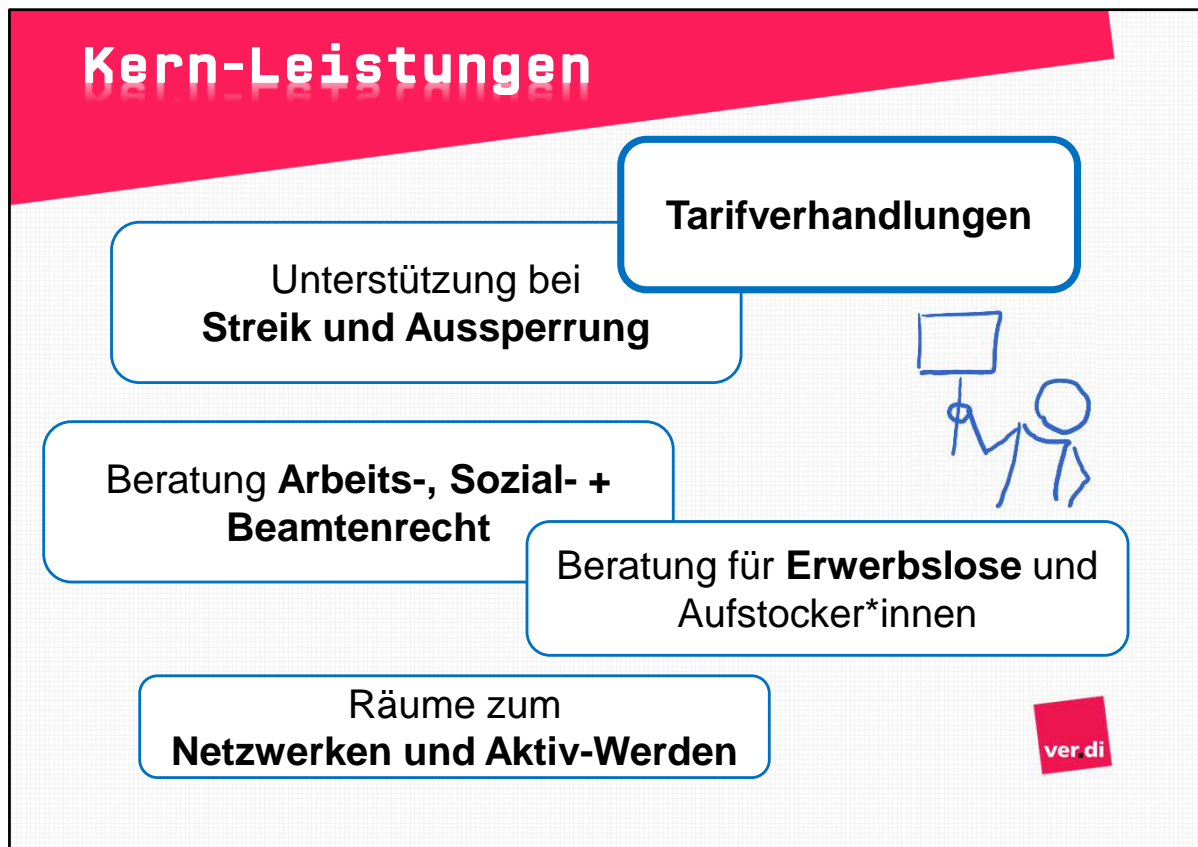 Kern-Leistungen
Tarifverhandlungen
Unterstützung bei
Streik und Aussperrung
Beratung Arbeits-, Sozial- +
Beamtenrecht
Beratung für Erwerbslose und
Aufstocker*innen
Räume zum
Netzwerken und Aktiv-Werden
ver.di